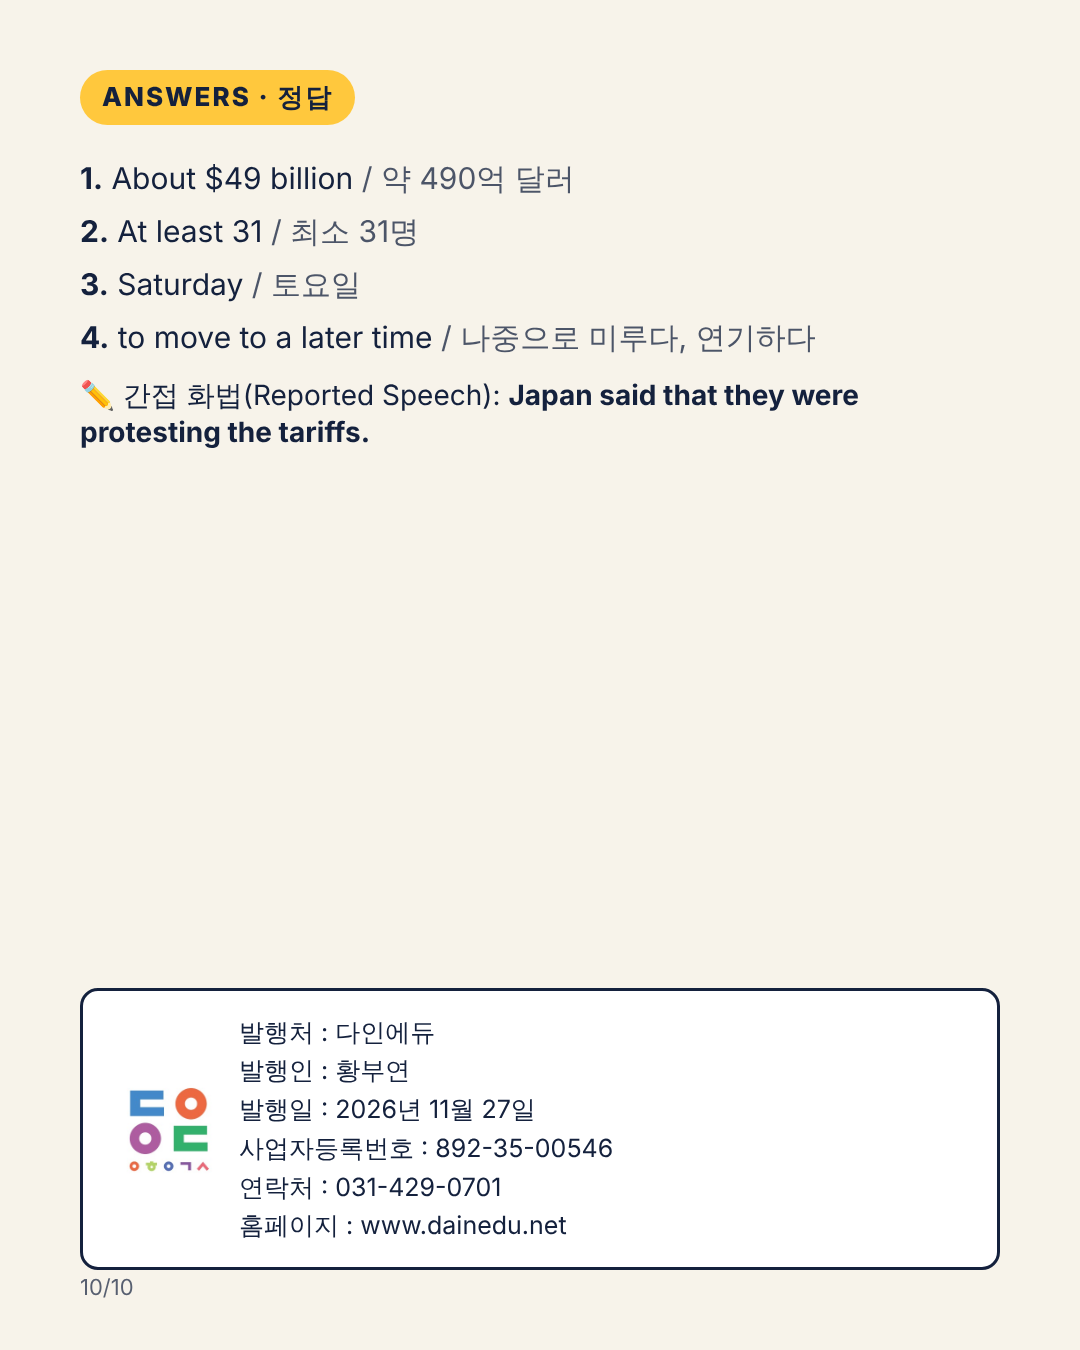 ANSWERS · 정답
1. About $49 billion / 약 490억 달러
2. At least 31 / 최소 31명
3. Saturday / 토요일
4. to move to a later time / 나중으로 미루다, 연기하다
✏️ 간접 화법(Reported Speech): Japan said that they were
protesting the tariffs.
발행처 : 다인에듀
발행인 : 황부연
발행일 : 2026년 11월 27일
사업자등록번호 : 892-35-00546
연락처 : 031-429-0701
홈페이지 : www.dainedu.net
10/10